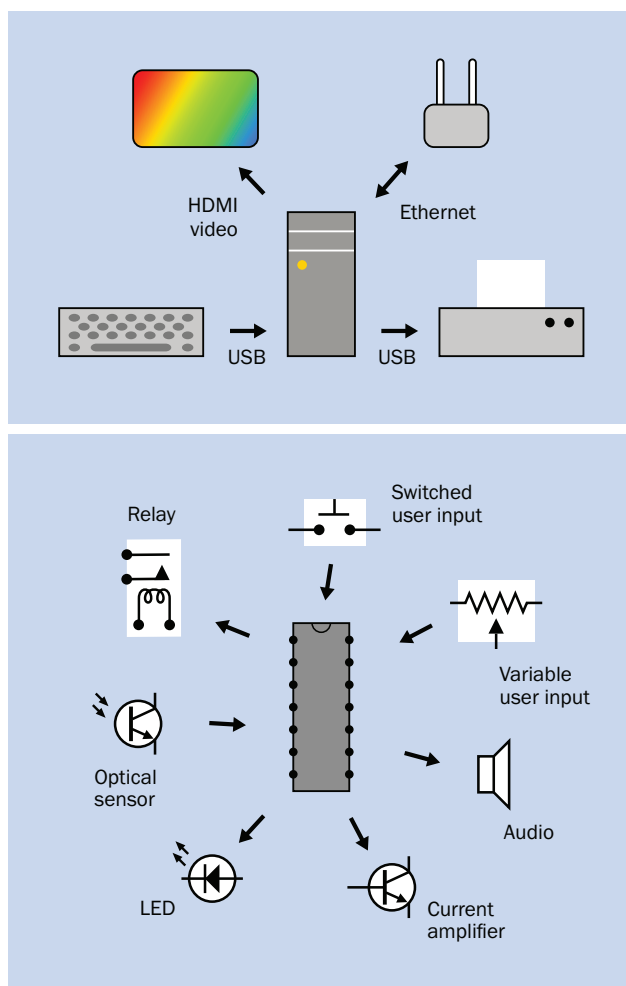 HDMI
video
Ethernet
USB
USB
Switched
user input
Relay
Variable
user input
Optical
sensor
Audio
LED
Current
amplifier